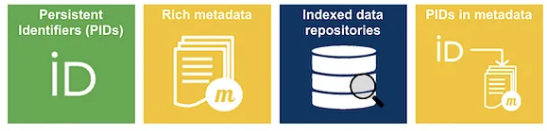 Persistent
Identifiers (PIDs)
iD
Rich metadata
m
Indexed data
repositories
PIDs in metadata
iD
m